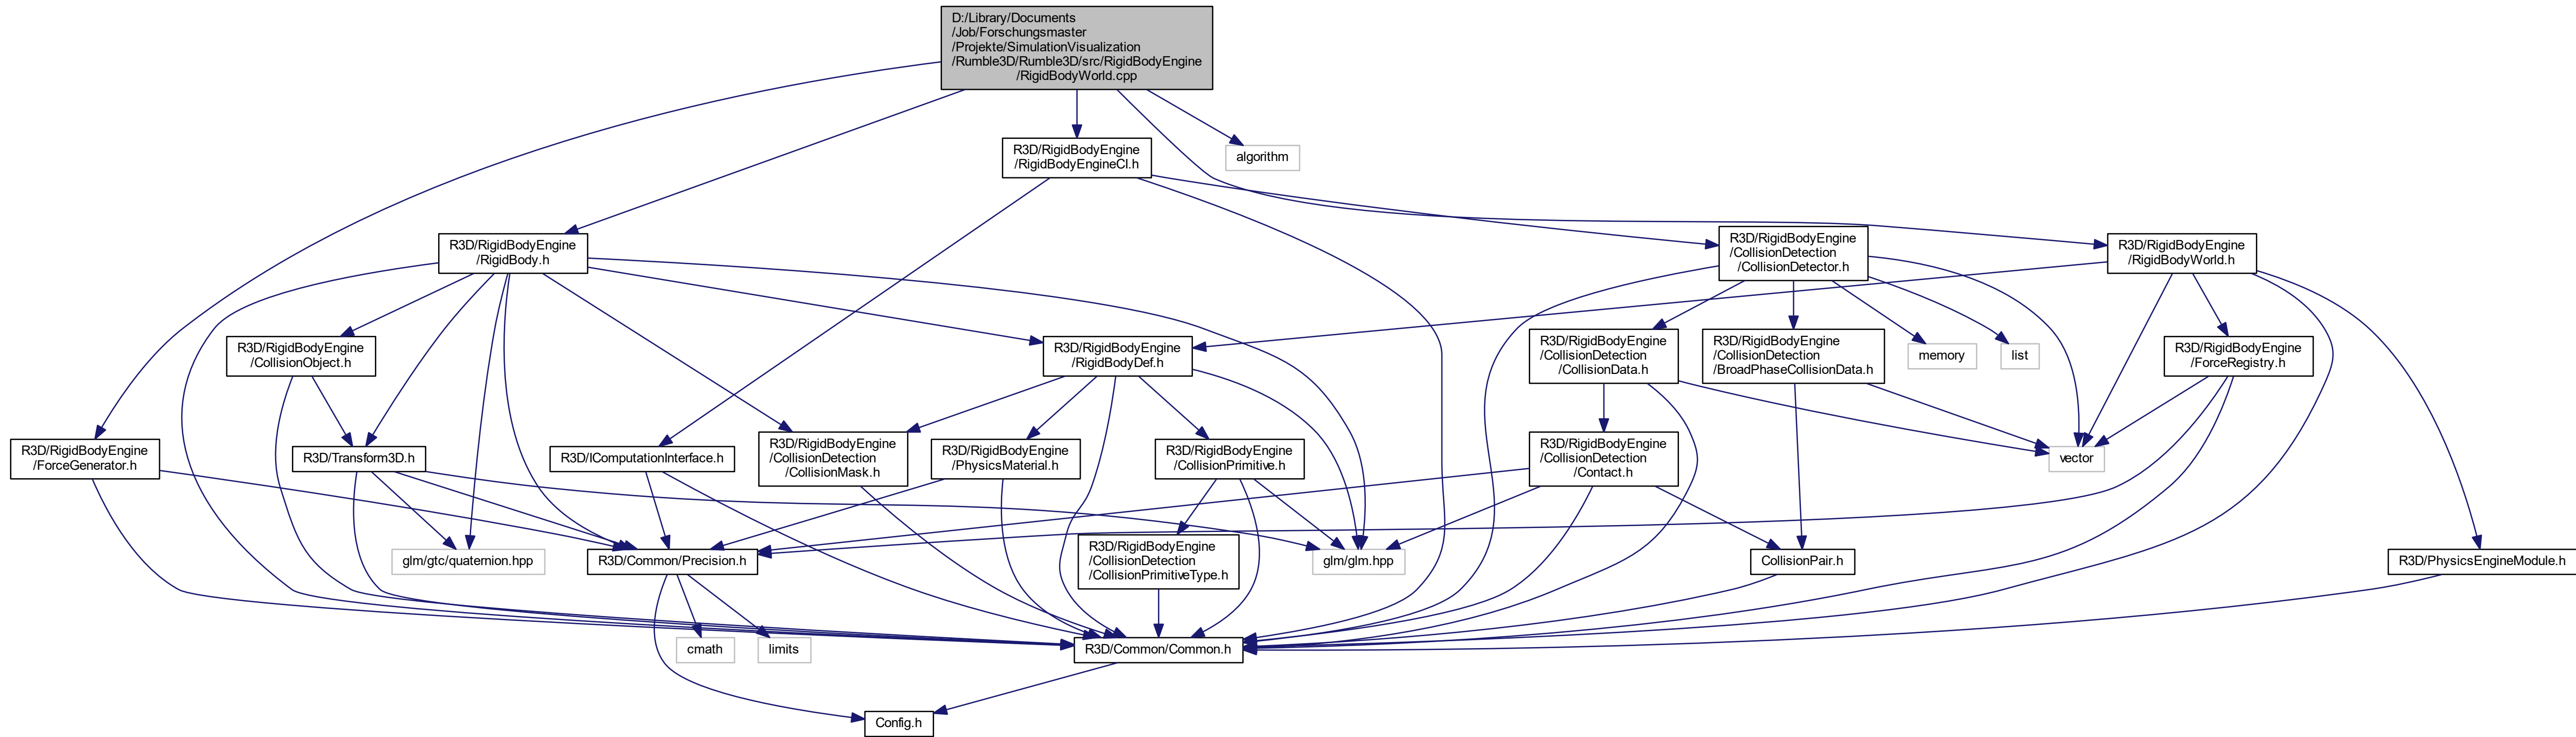 D:/Library/Documents
/Job/Forschungsmaster
/Projekte/SimulationVisualization
/Rumble3D/Rumble3D/src/RigidBodyEngine
/RigidBodyWorld.cpp
R3D/RigidBodyEngine
/RigidBodyEngineCI.h
algorithm
R3D/RigidBodyEngine
/RigidBody.h
R3D/RigidBodyEngine
/CollisionDetection
/CollisionDetector.h
R3D/RigidBodyEngine
/RigidBodyWorld.h
R3D/RigidBodyEngine
/CollisionObject.h
R3D/RigidBodyEngine
/RigidBodyDef.h
R3D/RigidBodyEngine
/CollisionDetection
/CollisionData.h
R3D/RigidBodyEngine
/CollisionDetection
/BroadPhaseCollisionData.h
memory
list
R3D/RigidBodyEngine
/ForceRegistry.h
R3D/RigidBodyEngine
/ForceGenerator.h
R3D/Transform3D.h
R3D/IComputationInterface.h
R3D/RigidBodyEngine
/CollisionDetection
/CollisionMask.h
R3D/RigidBodyEngine
/PhysicsMaterial.h
R3D/RigidBodyEngine
/CollisionPrimitive.h
R3D/RigidBodyEngine
/CollisionDetection
/Contact.h
vector
glm/gtc/quaternion.hpp
R3D/Common/Precision.h
R3D/RigidBodyEngine
/CollisionDetection
/CollisionPrimitiveType.h
glm/glm.hpp
CollisionPair.h
R3D/PhysicsEngineModule.h
cmath
limits
R3D/Common/Common.h
Config.h